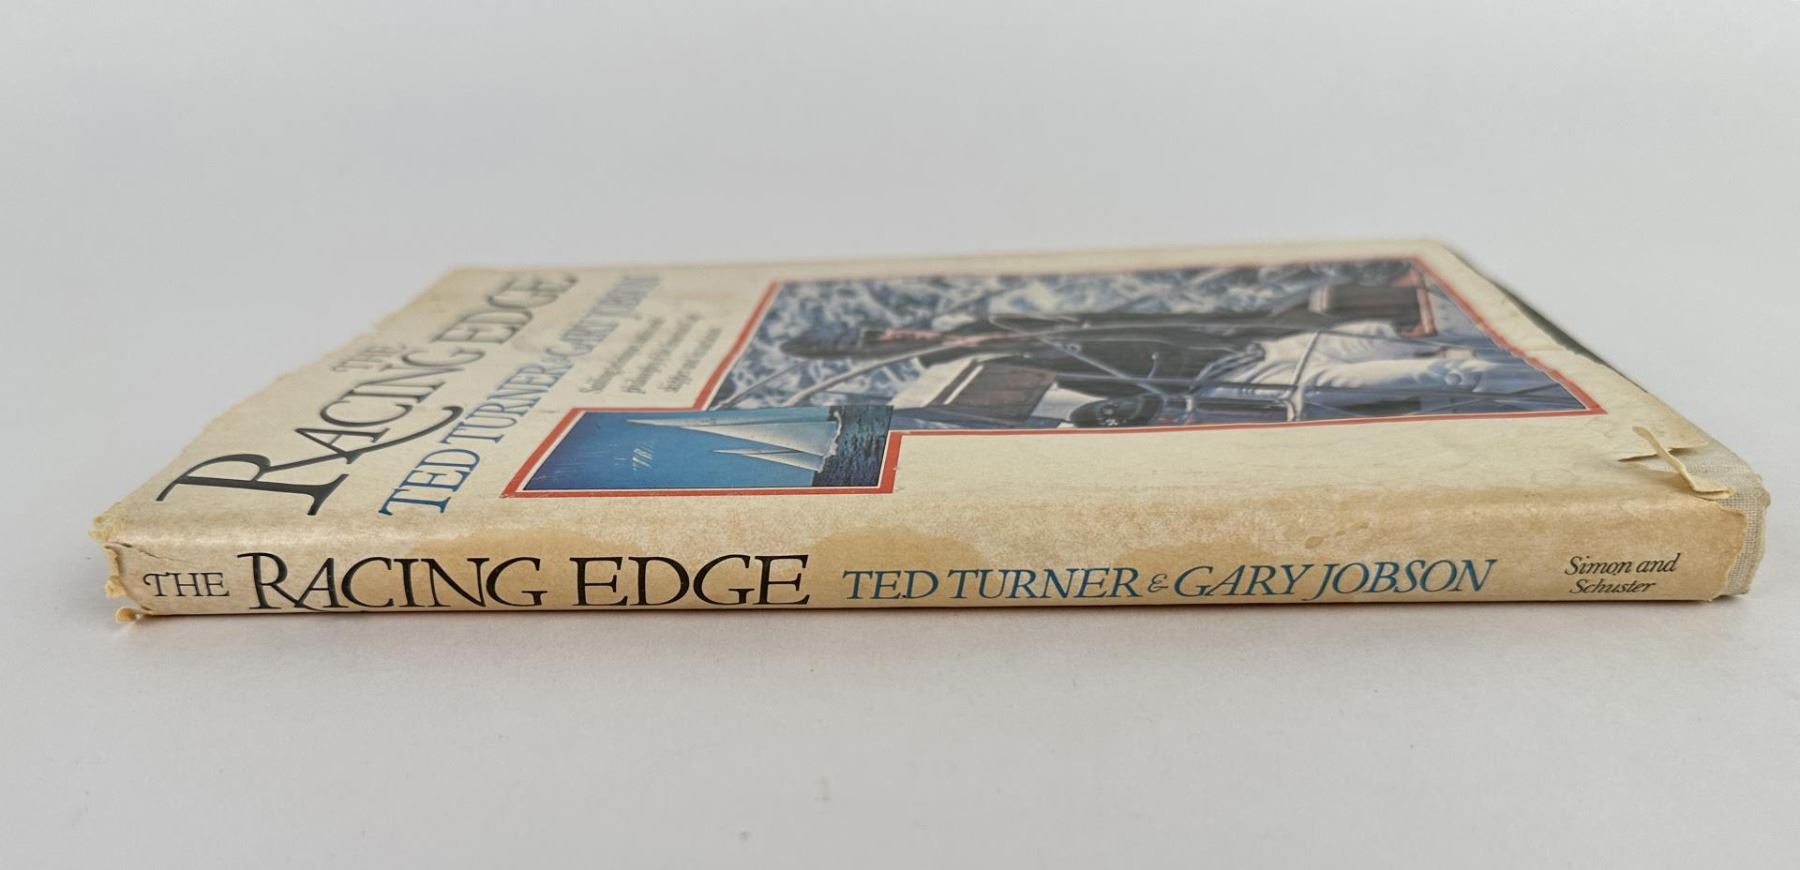 THE
RACING EDGE
TED TURNER & GARY JOBSON
THE RACING EDGE TED TURNER & GARY JOBSON Simon and
Schuster